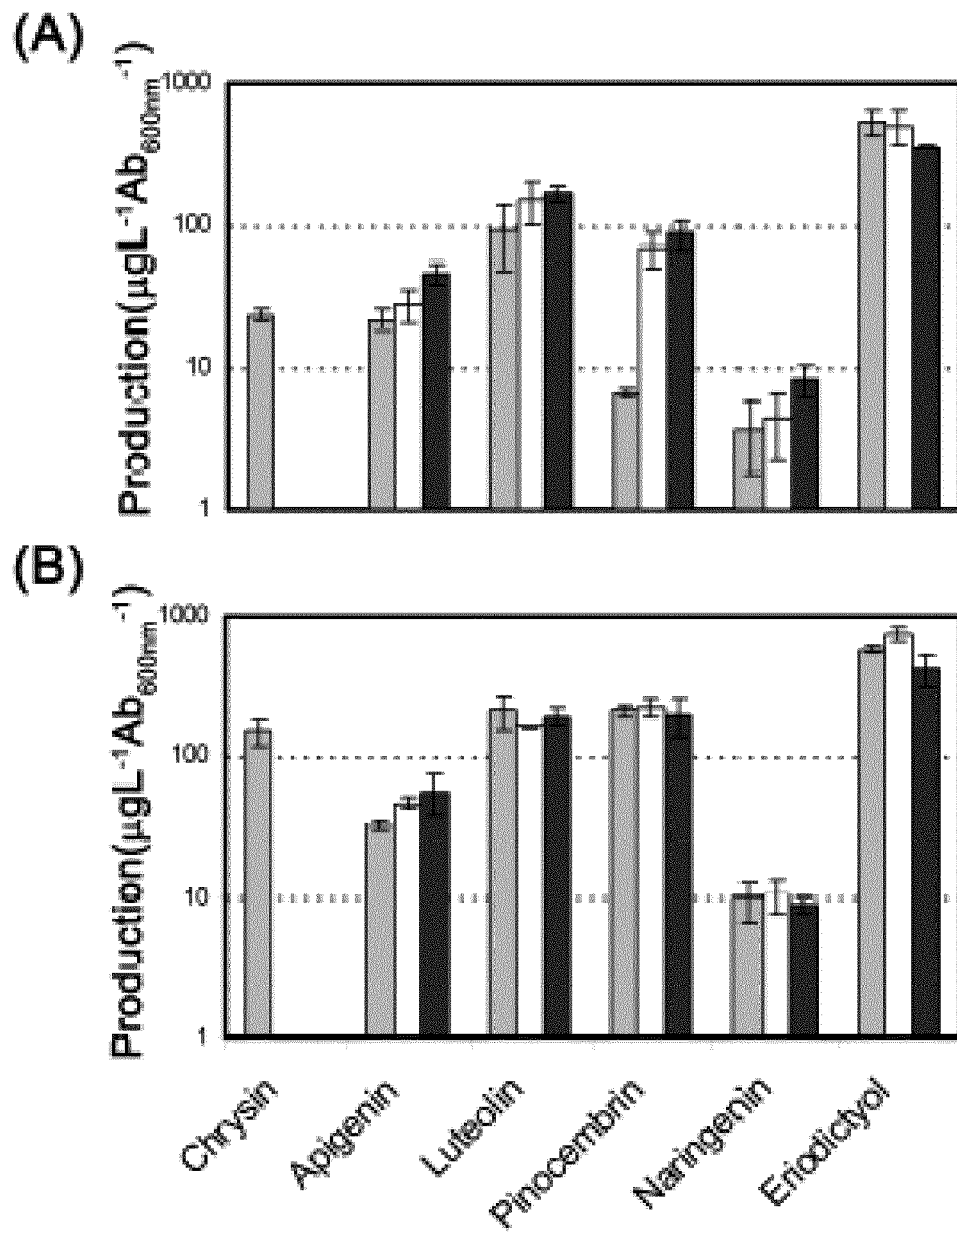 (A)
Production(µgL⁻¹Ab₆₀₀ₙₘ⁻¹)
1000
100
10
1
(B)
Production(µgL⁻¹Ab₆₀₀ₙₘ⁻¹)
1000
100
10
1
Chrysin
Apigenin
Luteolin
Pinocembrin
Naringenin
Eriodictyol